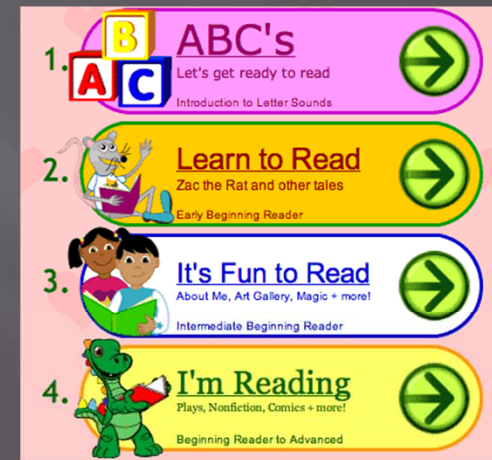 1.
B
A C
ABC's
Let's get ready to read
Introduction to Letter Sounds
2.
Learn to Read
Zac the Rat and other tales
Early Beginning Reader
3.
It's Fun to Read
About Me, Art Gallery, Magic + more!
Intermediate Beginning Reader
4.
I'm Reading
Plays, Nonfiction, Comics + more!
Beginning Reader to Advanced